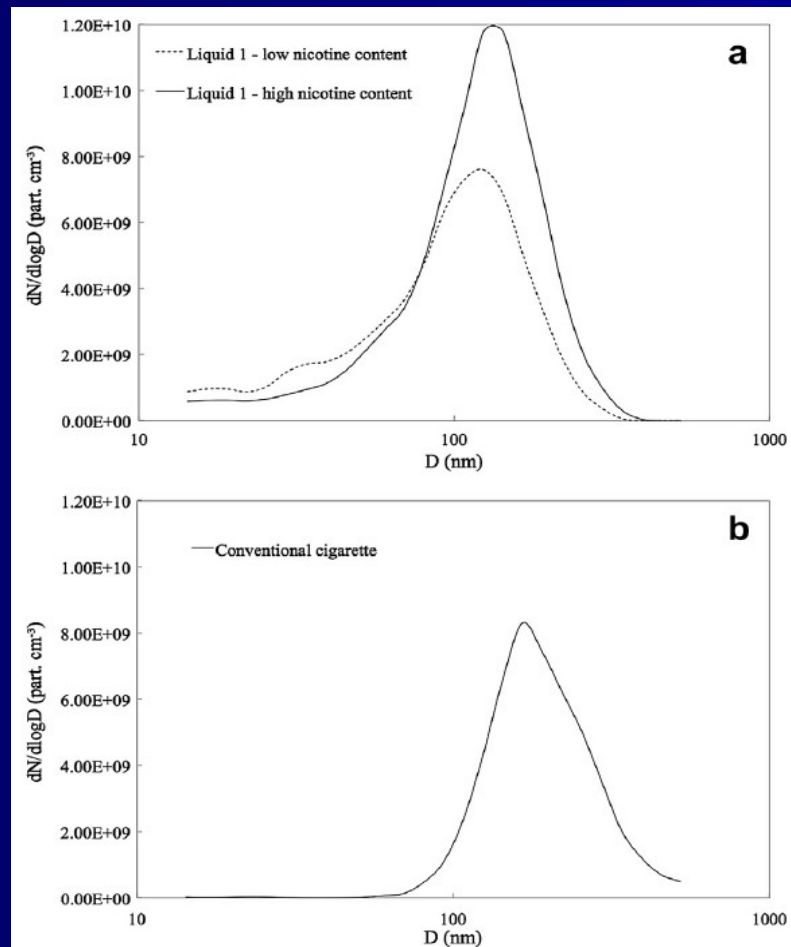 a
1.20E+10
Liquid 1 - low nicotine content
1.00E+10
Liquid 1 - high nicotine content
8.00E+09
6.00E+09
4.00E+09
2.00E+09
0.00E+00
dN/dlogD (part. cm⁻³)
10
100
1000
D (nm)
b
1.20E+10
Conventional cigarette
1.00E+10
8.00E+09
6.00E+09
4.00E+09
2.00E+09
0.00E+00
dN/dlogD (part. cm⁻³)
10
100
1000
D (nm)